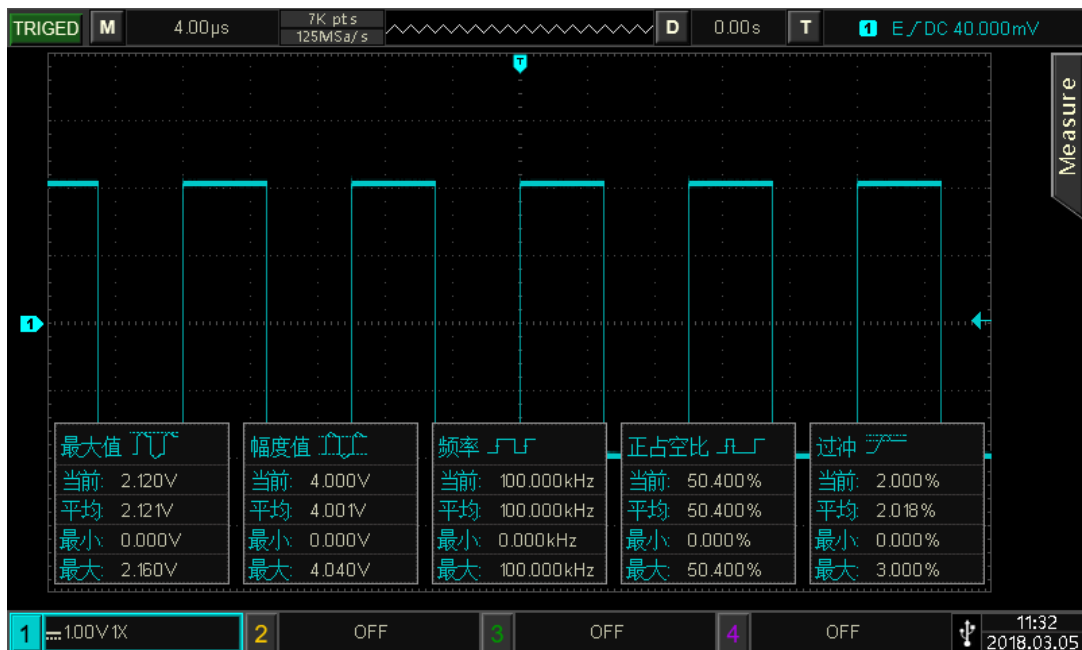 TRIGED M 4.00μs 7K pts D 0.00s T 1 E DC 40.000mV
125MSa/s
T
Measure
1
最大值 幅度值 频率 正占空比 过冲
当前: 2.120V 当前: 4.000V 当前: 100.000kHz 当前: 50.400% 当前: 2.000%
平均: 2.121V 平均: 4.001V 平均: 100.000kHz 平均: 50.400% 平均: 2.018%
最小: 0.000V 最小: 0.000V 最小: 0.000kHz 最小: 0.000% 最小: 0.000%
最大: 2.160V 最大: 4.040V 最大: 100.000kHz 最大: 50.400% 最大: 3.000%
1 1.00V 1X 2 OFF 3 OFF 4 OFF 11:32
2018.03.05